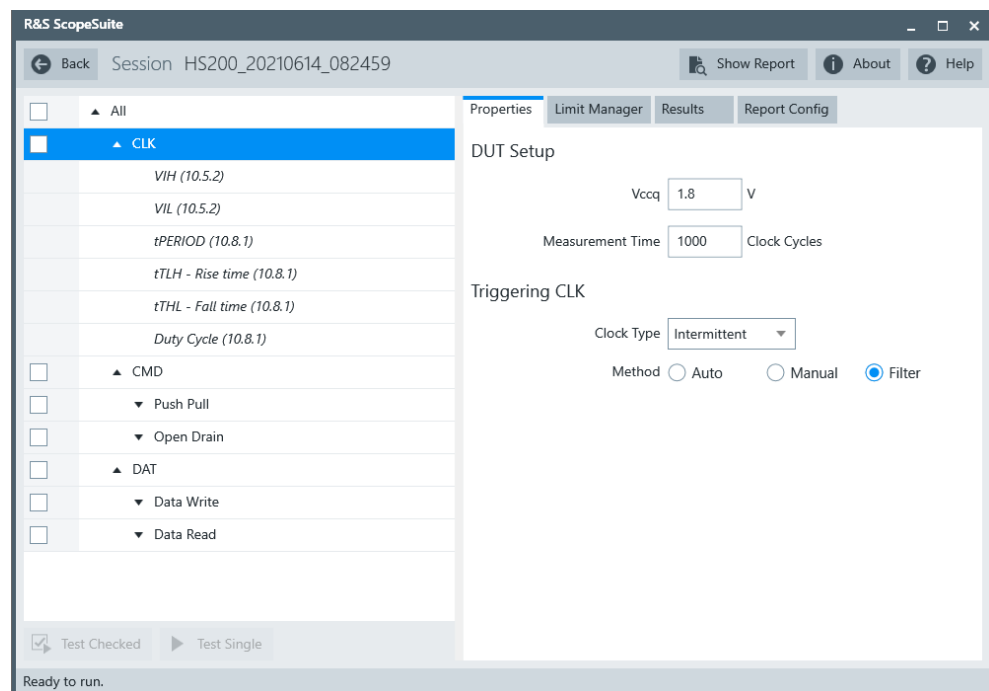 R&S ScopeSuite
Back Session HS200_20210614_082459 Show Report About Help
All
CLK
VIH (10.5.2)
VIL (10.5.2)
tPERIOD (10.8.1)
tTLH - Rise time (10.8.1)
tTHL - Fall time (10.8.1)
Duty Cycle (10.8.1)
CMD
Push Pull
Open Drain
DAT
Data Write
Data Read
Test Checked Test Single
Properties Limit Manager Results Report Config
DUT Setup
Vccq 1.8 V
Measurement Time 1000 Clock Cycles
Triggering CLK
Clock Type Intermittent
Method Auto Manual Filter
Ready to run.